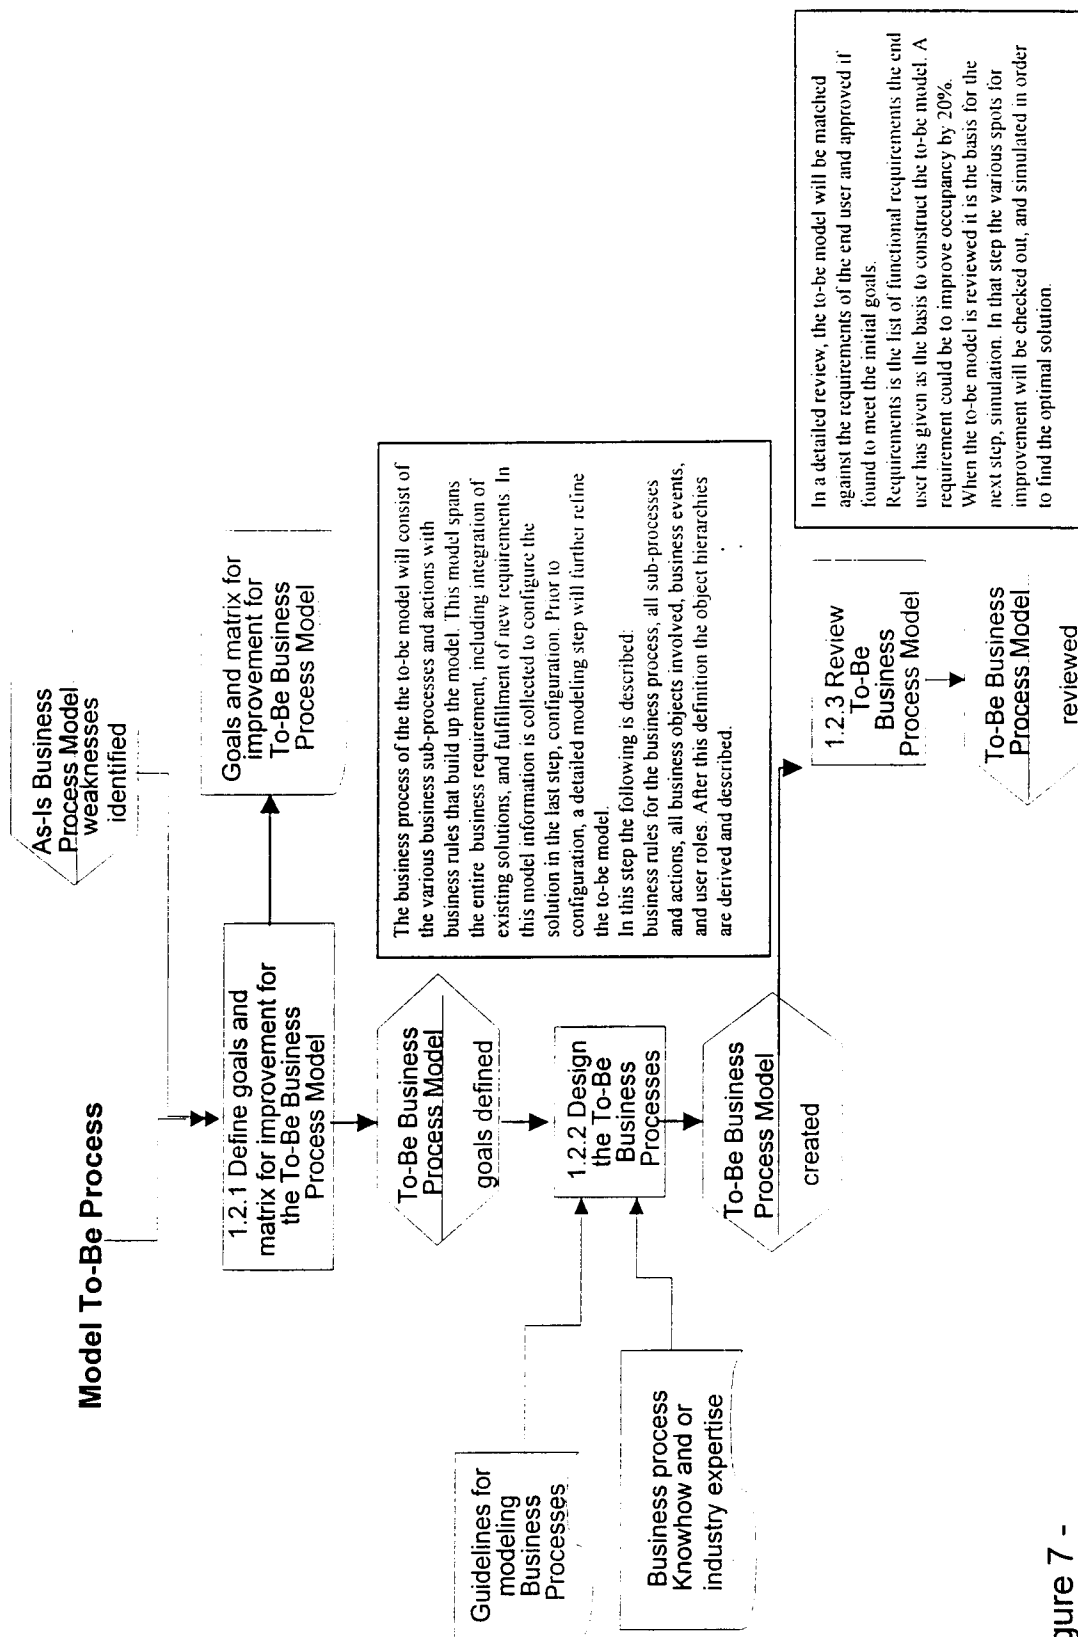 Model To-Be Process
As-Is Business
Process Model
weaknesses
identified
1.2.1 Define goals and
matrix for improvement for
the To-Be Business
Process Model
Goals and matrix for
improvement for
To-Be Business
Process Model
To-Be Business
Process Model
goals defined
The business process of the the to-be model will consist of
the various business sub-processes and actions with
business rules that build up the model. This model spans
the entire business requirement, including integration of
existing solutions, and fulfillment of new requirements. In
this model information is collected to configure the
solution in the last step, configuration. Prior to
configuration, a detailed modeling step will further refine
the to-be model.
In this step the following is described:
business rules for the business process, all sub-processes
and actions, all business objects involved, business events,
and user roles. After this definition the object hierarchies
are derived and described.
Guidelines for
modeling
Business
Processes
1.2.2 Design
the To-Be
Business
Processes
Business process
Knowhow and or
industry expertise
To-Be Business
Process Model
created
1.2.3 Review
To-Be
Business
Process Model
In a detailed review, the to-be model will be matched
against the requirements of the end user and approved if
found to meet the initial goals.
Requirements is the list of functional requirements the end
user has given as the basis to construct the to-be model. A
requirement could be to improve occupancy by 20%.
When the to-be model is reviewed it is the basis for the
next step, simulation. In that step the various spots for
improvement will be checked out, and simulated in order
to find the optimal solution.
To-Be Business
Process Model
reviewed
gure 7 -